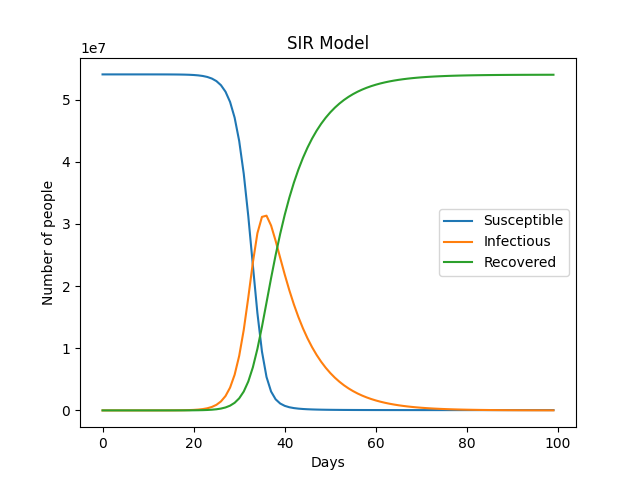 SIR Model
1e7
5
4
3
2
1
0
Number of people
Susceptible
Infectious
Recovered
0 20 40 60 80 100
Days